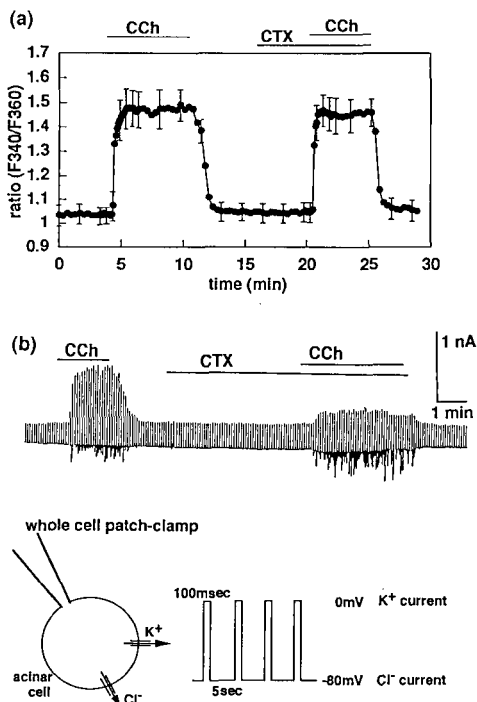 (a)
CCh
CTX
CCh
ratio (F340/F360)
1.7
1.6
1.5
1.4
1.3
1.2
1.1
1
0.9
0 5 10 15 20 25 30
time (min)
(b)
CCh
CTX
CCh
1 nA
1 min
whole cell patch-clamp
100msec
0mV K+ current
K+
acinar
cell
Cl-
5sec
-80mV Cl- current